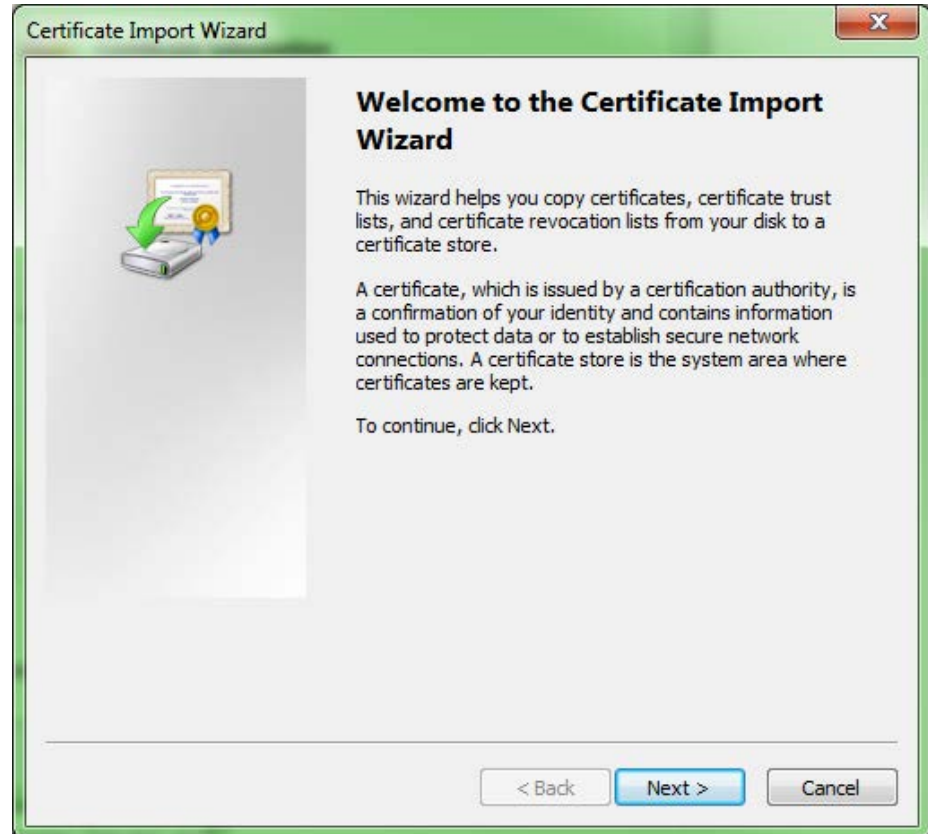 Certificate Import Wizard
X
Welcome to the Certificate Import
Wizard
This wizard helps you copy certificates, certificate trust
lists, and certificate revocation lists from your disk to a
certificate store.
A certificate, which is issued by a certification authority, is
a confirmation of your identity and contains information
used to protect data or to establish secure network
connections. A certificate store is the system area where
certificates are kept.
To continue, click Next.
< Back Next > Cancel